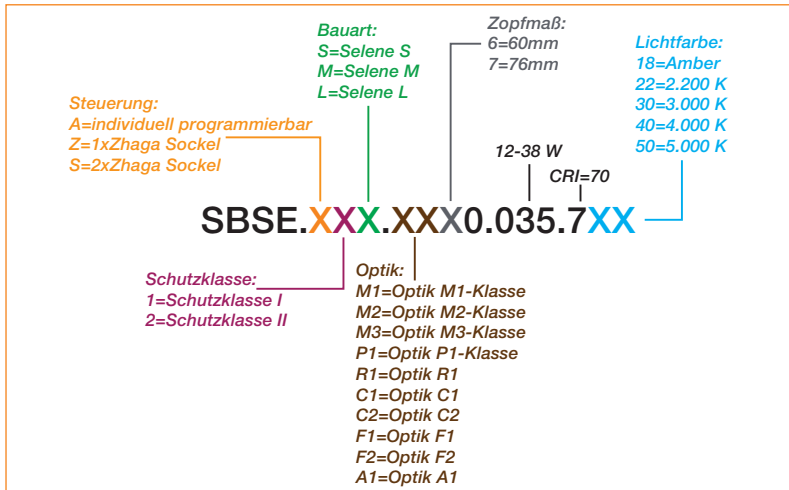 Bauart:
S=Selene S
M=Selene M
L=Selene L
Zopfmaß:
6=60mm
7=76mm
Lichtfarbe:
18=Amber
22=2.200 K
30=3.000 K
40=4.000 K
50=5.000 K
Steuerung:
A=individuell programmierbar
Z=1xZhaga Sockel
S=2xZhaga Sockel
12-38 W
CRI=70
SBSE.XXX.XXX0.035.7XX
Schutzklasse:
1=Schutzklasse I
2=Schutzklasse II
Optik:
M1=Optik M1-Klasse
M2=Optik M2-Klasse
M3=Optik M3-Klasse
P1=Optik P1-Klasse
R1=Optik R1
C1=Optik C1
C2=Optik C2
F1=Optik F1
F2=Optik F2
A1=Optik A1